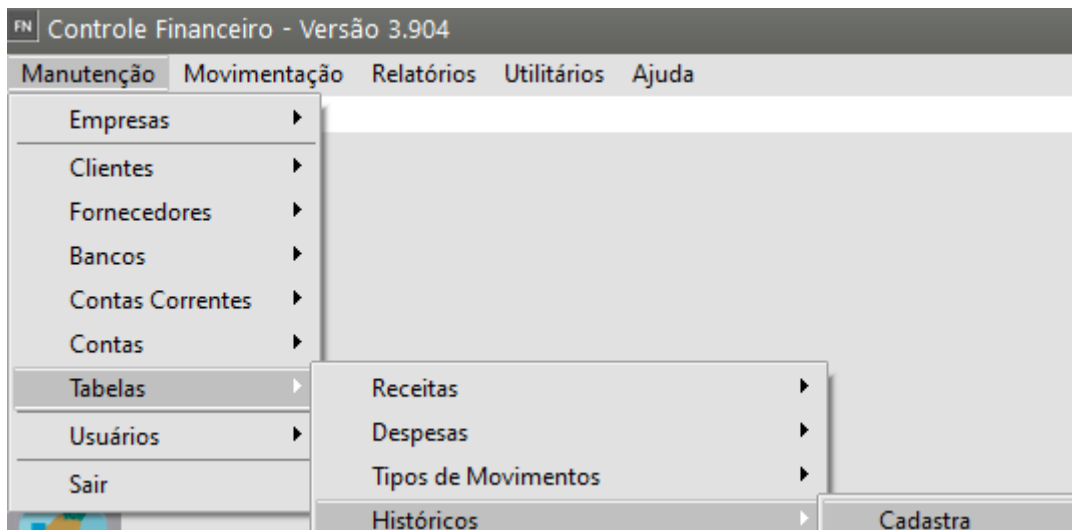 FN Controle Financeiro - Versão 3.904
Manutenção Movimentação Relatórios Utilitários Ajuda
Empresas
Clientes
Fornecedores
Bancos
Contas Correntes
Contas
Tabelas
Usuários
Sair
Receitas
Despesas
Tipos de Movimentos
Históricos
Cadastra